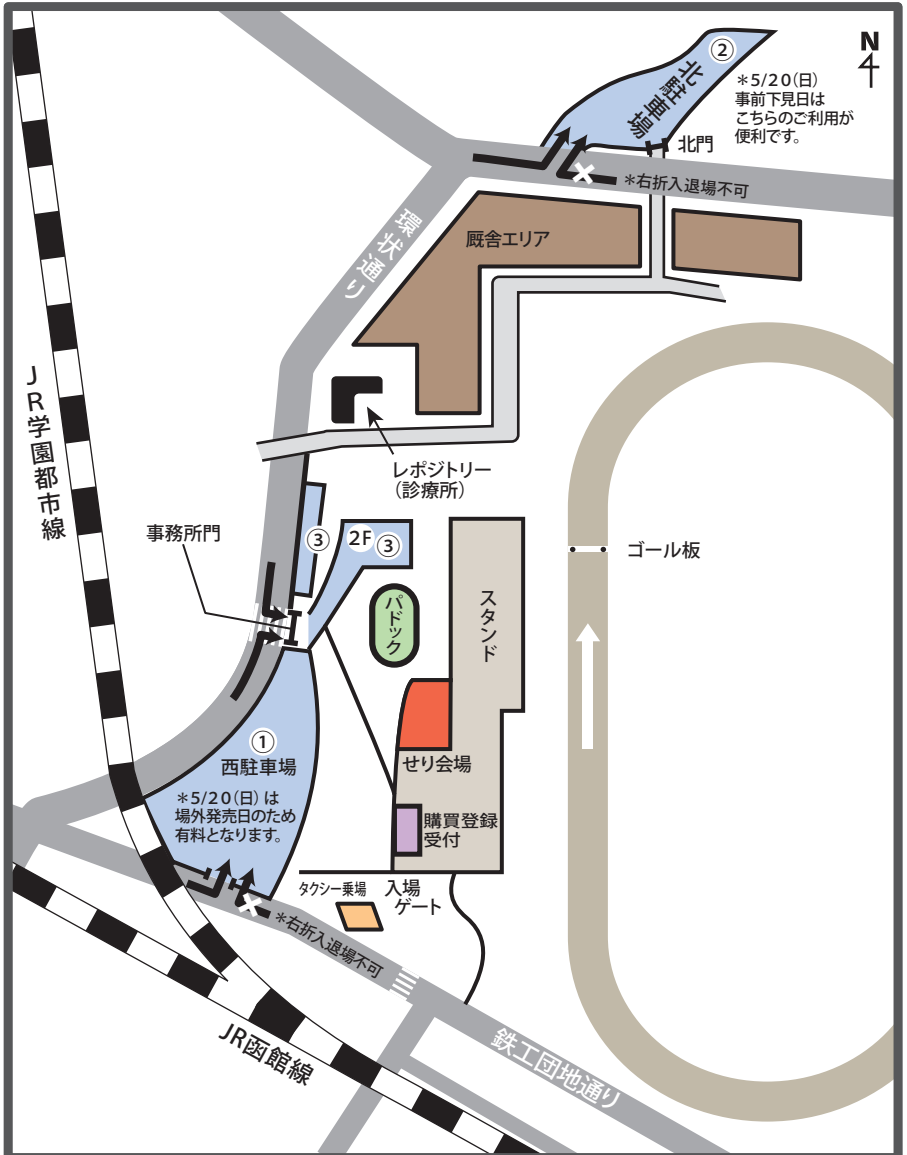 ②
北駐車場
N
＊5/20(日)
事前下見日は
こちらのご利用が
便利です。
北門
＊右折入退場不可
環状通り
厩舎エリア
JR学園都市線
レポジトリー
（診療所）
事務所門
③
2F ③
パドック
スタンド
ゴール板
①
西駐車場
＊5/20(日) は
場外発売日のため
有料となります。
せり会場
購買登録
受付
タクシー乗場
入場
ゲート
＊右折入退場不可
JR函館線
鉄工団地通り